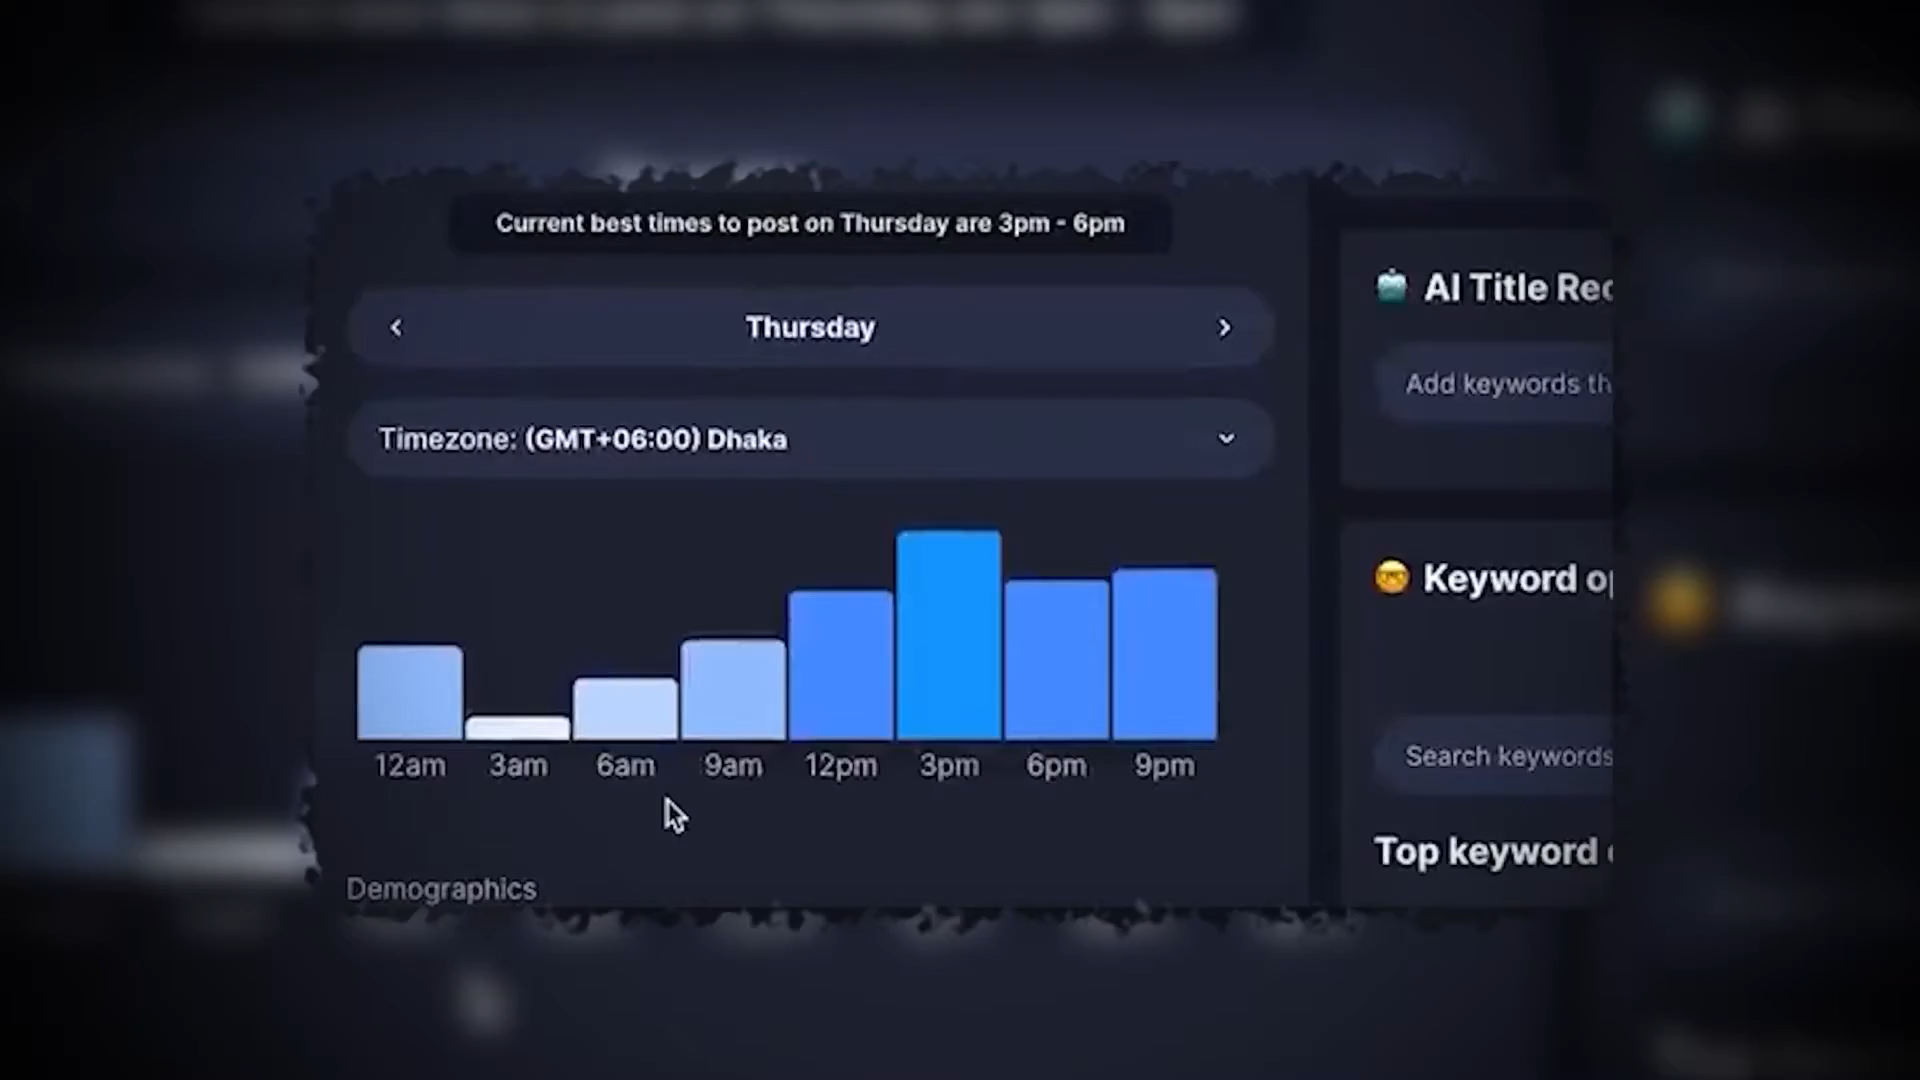 Current best times to post on Thursday are 3pm - 6pm
Thursday
Timezone: (GMT+06:00) Dhaka
12am 3am 6am 9am 12pm 3pm 6pm 9pm
Demographics
AI Title Rec
Add keywords th
Keyword op
Search keywords
Top keyword